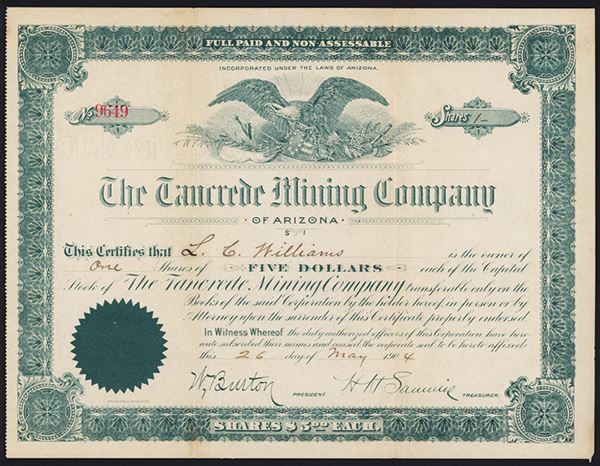 FULL PAID AND NON ASSESSABLE
INCORPORATED UNDER THE LAWS OF ARIZONA.
No 9649
Shares 1
The Tancrede Mining Company
· OF ARIZONA ·
This Certifies that L. C. Williams is the owner of
One Shares of FIVE DOLLARS each of the Capital
Stock of The Tancrede Mining Company transferable only on the
Books of the said Corporation by the holder hereof in person or by
Attorney upon the surrender of this Certificate properly endorsed
In Witness Whereof the duly authorized officers of this Corporation have here-
unto subscribed their names and caused the corporate seal to be hereto affixed
this 26 day of May 1904
Burton
PRESIDENT.
H H
TREASURER.
SHARES $5.00 EACH.